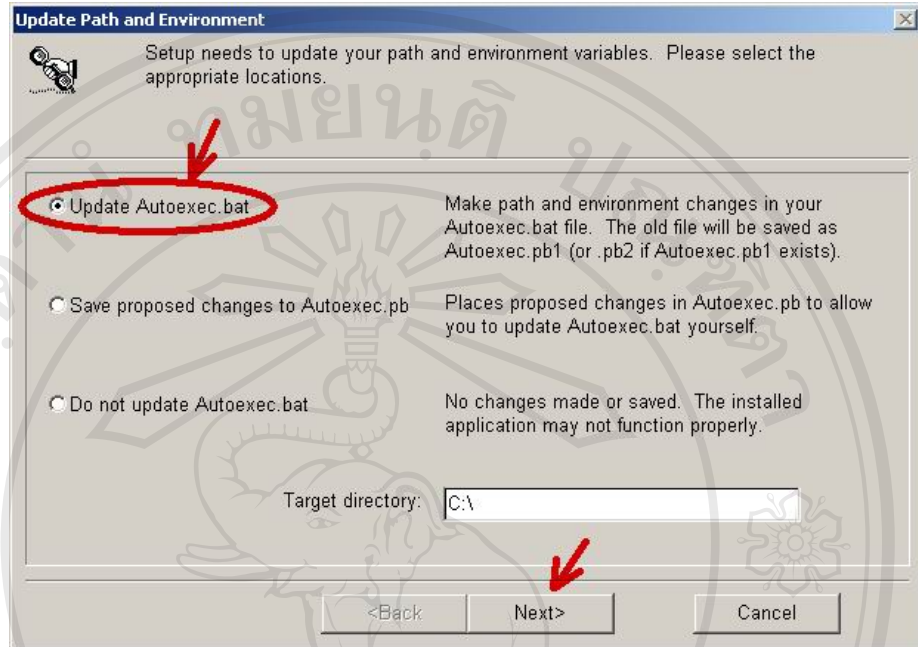 Update Path and Environment
Setup needs to update your path and environment variables.  Please select the
appropriate locations.
Update Autoexec.bat
Make path and environment changes in your
Autoexec.bat file.  The old file will be saved as
Autoexec.pb1 (or .pb2 if Autoexec.pb1 exists).
Save proposed changes to Autoexec.pb
Places proposed changes in Autoexec.pb to allow
you to update Autoexec.bat yourself.
Do not update Autoexec.bat
No changes made or saved.  The installed
application may not function properly.
Target directory:
C:\
<Back
Next>
Cancel